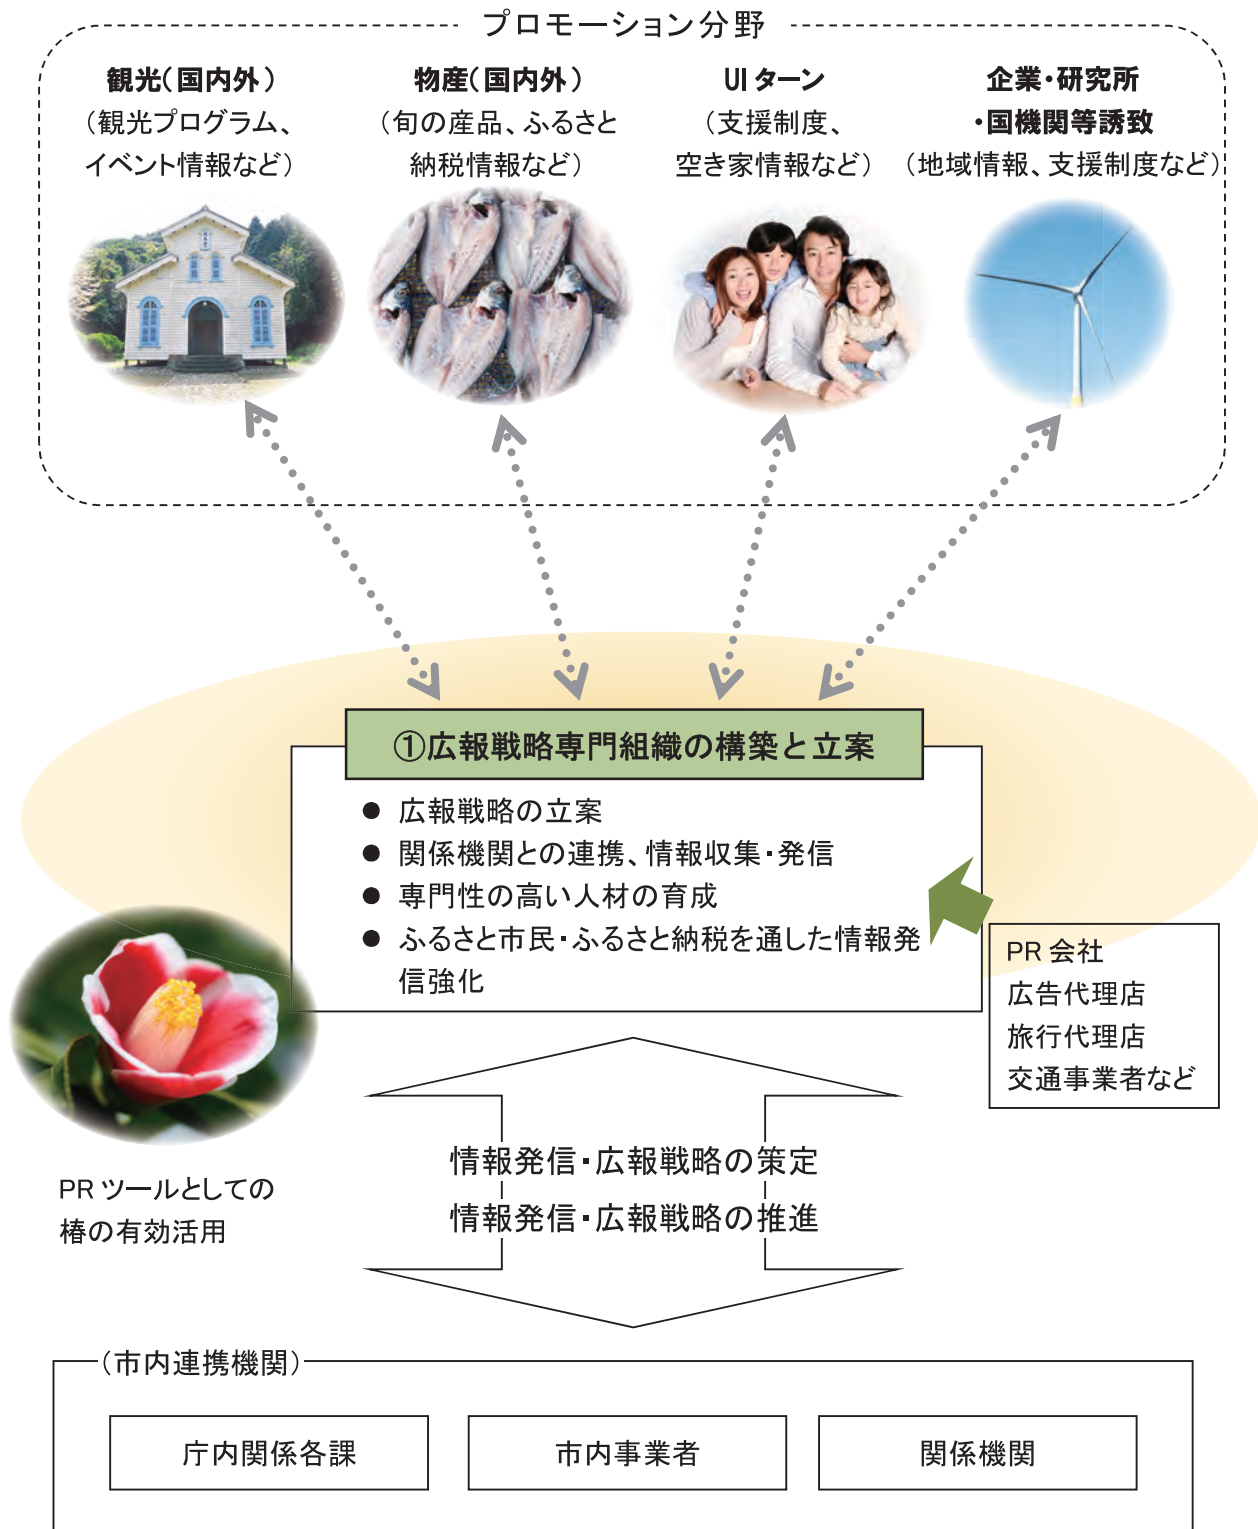 プロモーション分野
観光(国内外)
(観光プログラム、
イベント情報など)
物産(国内外)
(旬の産品、ふるさと
納税情報など)
UIターン
(支援制度、
空き家情報など)
企業・研究所
・国機関等誘致
(地域情報、支援制度など)
①広報戦略専門組織の構築と立案
● 広報戦略の立案
● 関係機関との連携、情報収集・発信
● 専門性の高い人材の育成
● ふるさと市民・ふるさと納税を通した情報発
信強化
PR会社
広告代理店
旅行代理店
交通事業者など
PRツールとしての
椿の有効活用
情報発信・広報戦略の策定
情報発信・広報戦略の推進
(市内連携機関)
庁内関係各課
市内事業者
関係機関